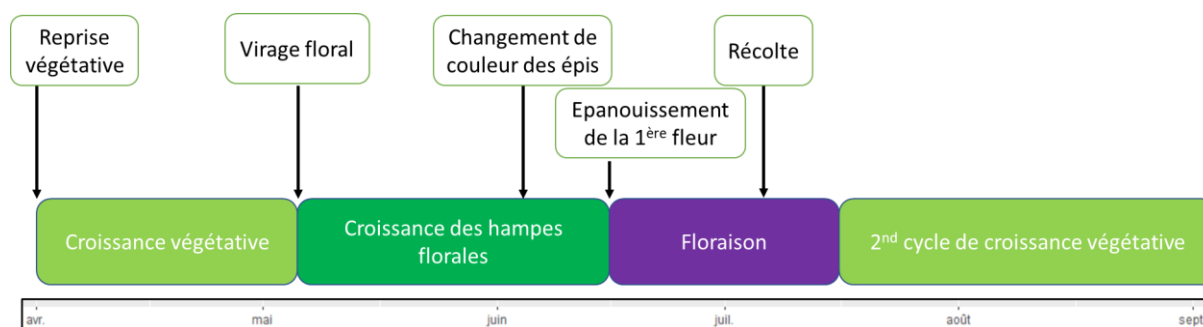 Reprise
végétative
Virage floral
Changement de
couleur des épis
Récolte
Epanouissement
de la 1ère fleur
Croissance végétative
Croissance des hampes
florales
Floraison
2nd cycle de croissance végétative
avr.
mai
juin
juil.
août
sept